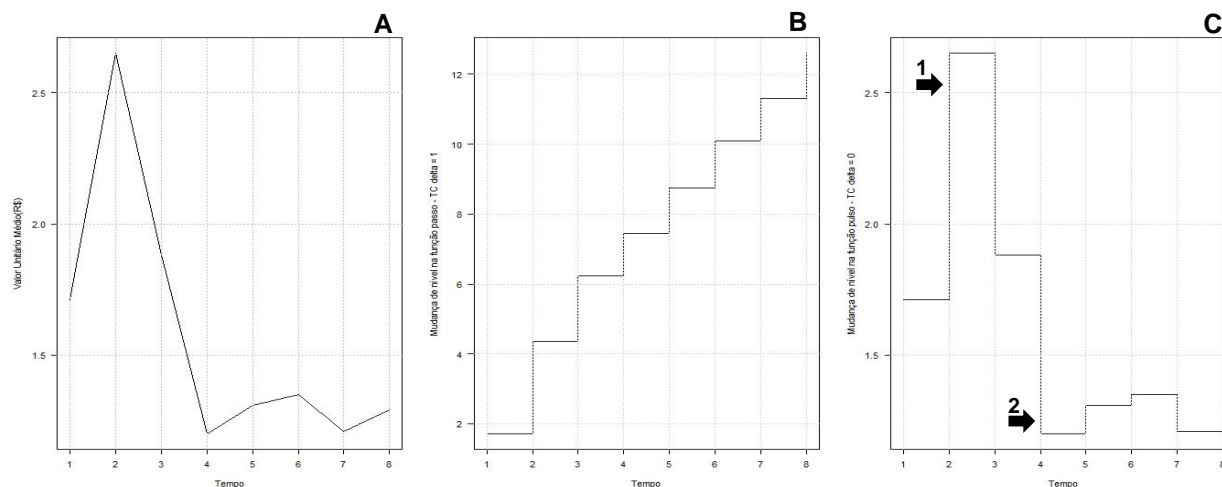 A
Valor Unitário Médio(R$)
2.5
2.0
1.5
1 2 3 4 5 6 7 8
Tempo
B
Mudança de nível na função passo - TC delta = 1
12
10
8
6
4
2
1 2 3 4 5 6 7 8
Tempo
C
Mudança de nível na função pulso - TC delta = 0
2.5
2.0
1.5
1
2
1 2 3 4 5 6 7 8
Tempo